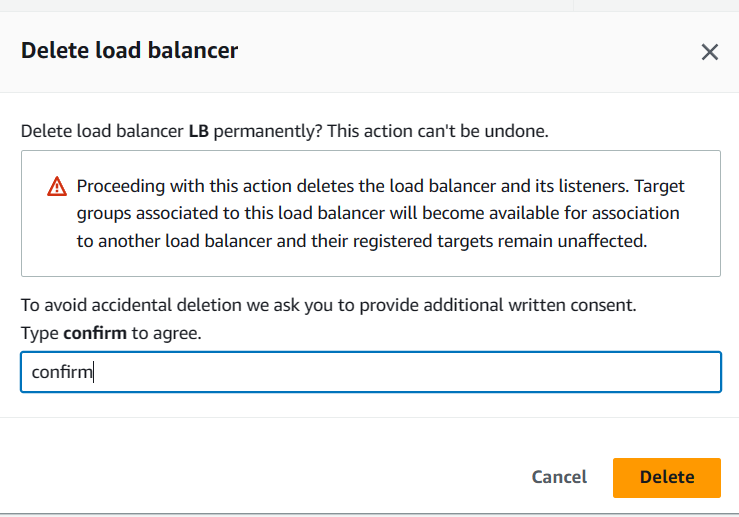 Delete load balancer
Delete load balancer LB permanently? This action can't be undone.
Proceeding with this action deletes the load balancer and its listeners. Target
groups associated to this load balancer will become available for association
to another load balancer and their registered targets remain unaffected.
To avoid accidental deletion we ask you to provide additional written consent.
Type confirm to agree.
confirm
Cancel Delete